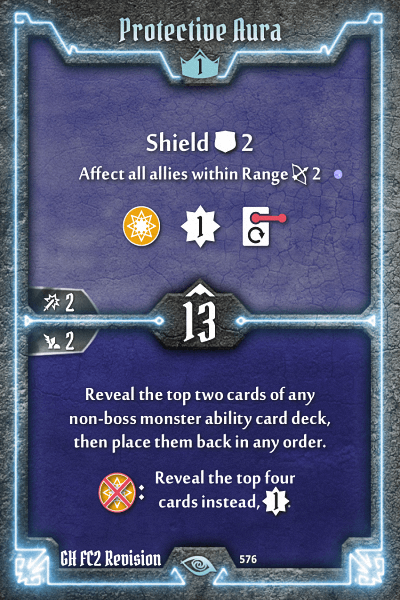 Protective Aura
1
Shield 2
Affect all allies within Range 2
1
2
13
2
Reveal the top two cards of any
non-boss monster ability card deck,
then place them back in any order.
: Reveal the top four
cards instead, 1.
GH FC2 Revision 576